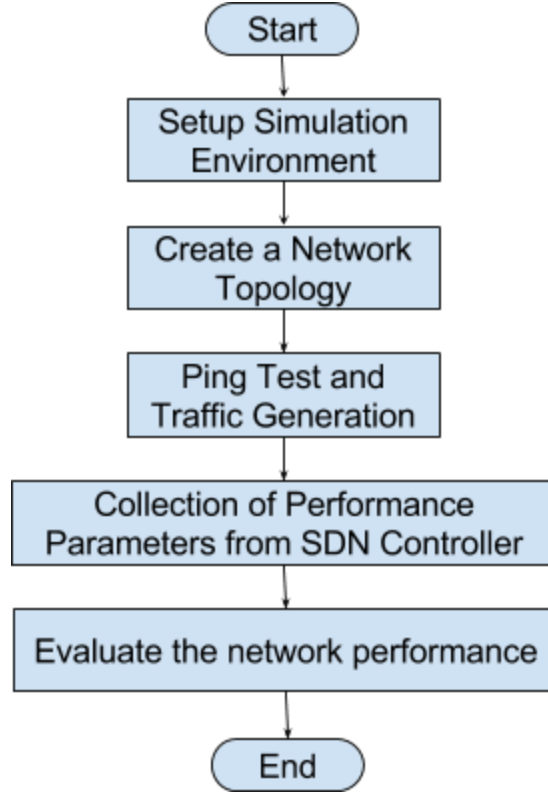 Start
Setup Simulation
Environment
Create a Network
Topology
Ping Test and
Traffic Generation
Collection of Performance
Parameters from SDN Controller
Evaluate the network performance
End